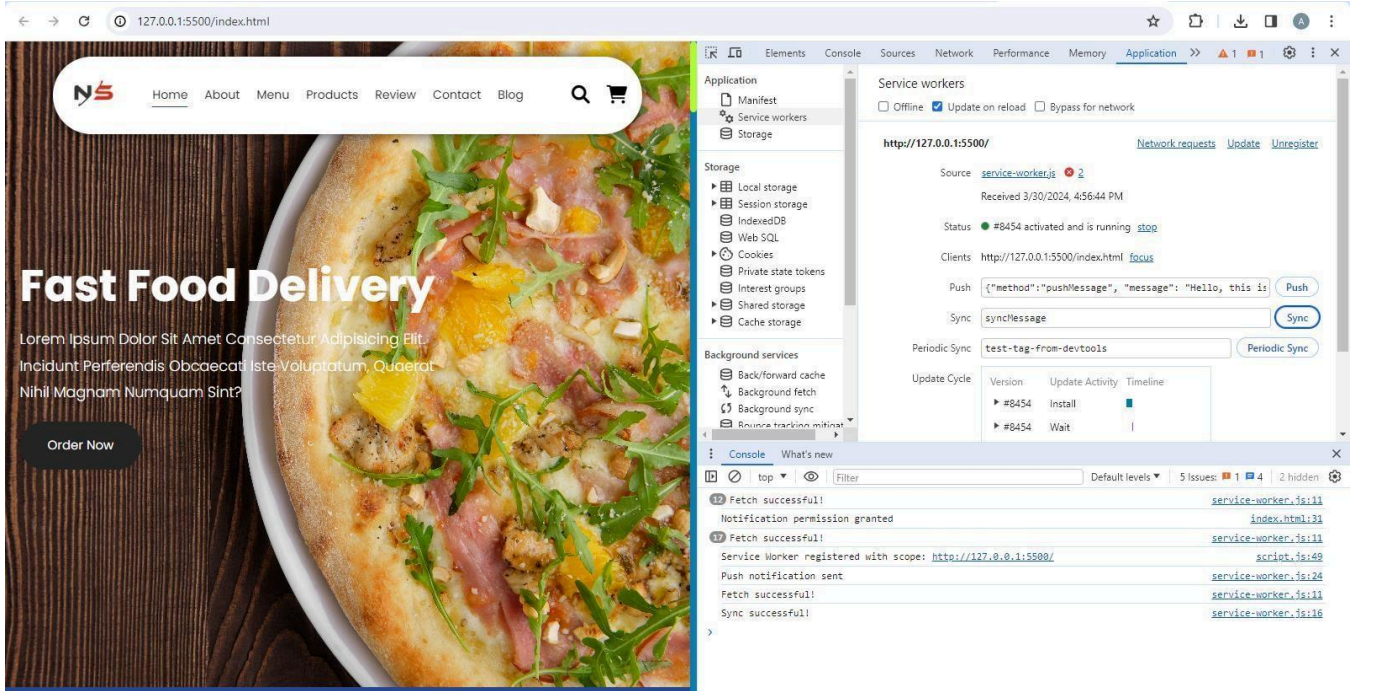 127.0.0.1:5500/index.html
A
NS
Home About Menu Products Review Contact Blog
Fast Food Delivery
Lorem Ipsum Dolor Sit Amet Consectetur Adipisicing Elit.
Incidunt Perferendis Obcaecati Iste Voluptatum, Quaerat
Nihil Magnam Numquam Sint?
Order Now
Elements Console Sources Network Performance Memory Application 1 1
Application
Manifest
Service workers
Storage
Storage
Local storage
Session storage
IndexedDB
Web SQL
Cookies
Private state tokens
Interest groups
Shared storage
Cache storage
Background services
Back/forward cache
Background fetch
Background sync
Bounce tracking mitigat
Service workers
Offline Update on reload Bypass for network
http://127.0.0.1:5500/ Network requests Update Unregister
Source service-worker.js 2
Received 3/30/2024, 4:56:44 PM
Status #8454 activated and is running stop
Clients http://127.0.0.1:5500/index.html focus
Push {"method":"pushMessage", "message": "Hello, this is Push
Sync syncMessage Sync
Periodic Sync test-tag-from-devtools Periodic Sync
Update Cycle Version Update Activity Timeline
#8454 Install
#8454 Wait
Console What's new
top Filter Default levels 5 Issues: 1 4 2 hidden
12 Fetch successful! service-worker.js:11
Notification permission granted index.html:31
17 Fetch successful! service-worker.js:11
Service Worker registered with scope: http://127.0.0.1:5500/ script.js:49
Push notification sent service-worker.js:24
Fetch successful! service-worker.js:11
Sync successful! service-worker.js:16